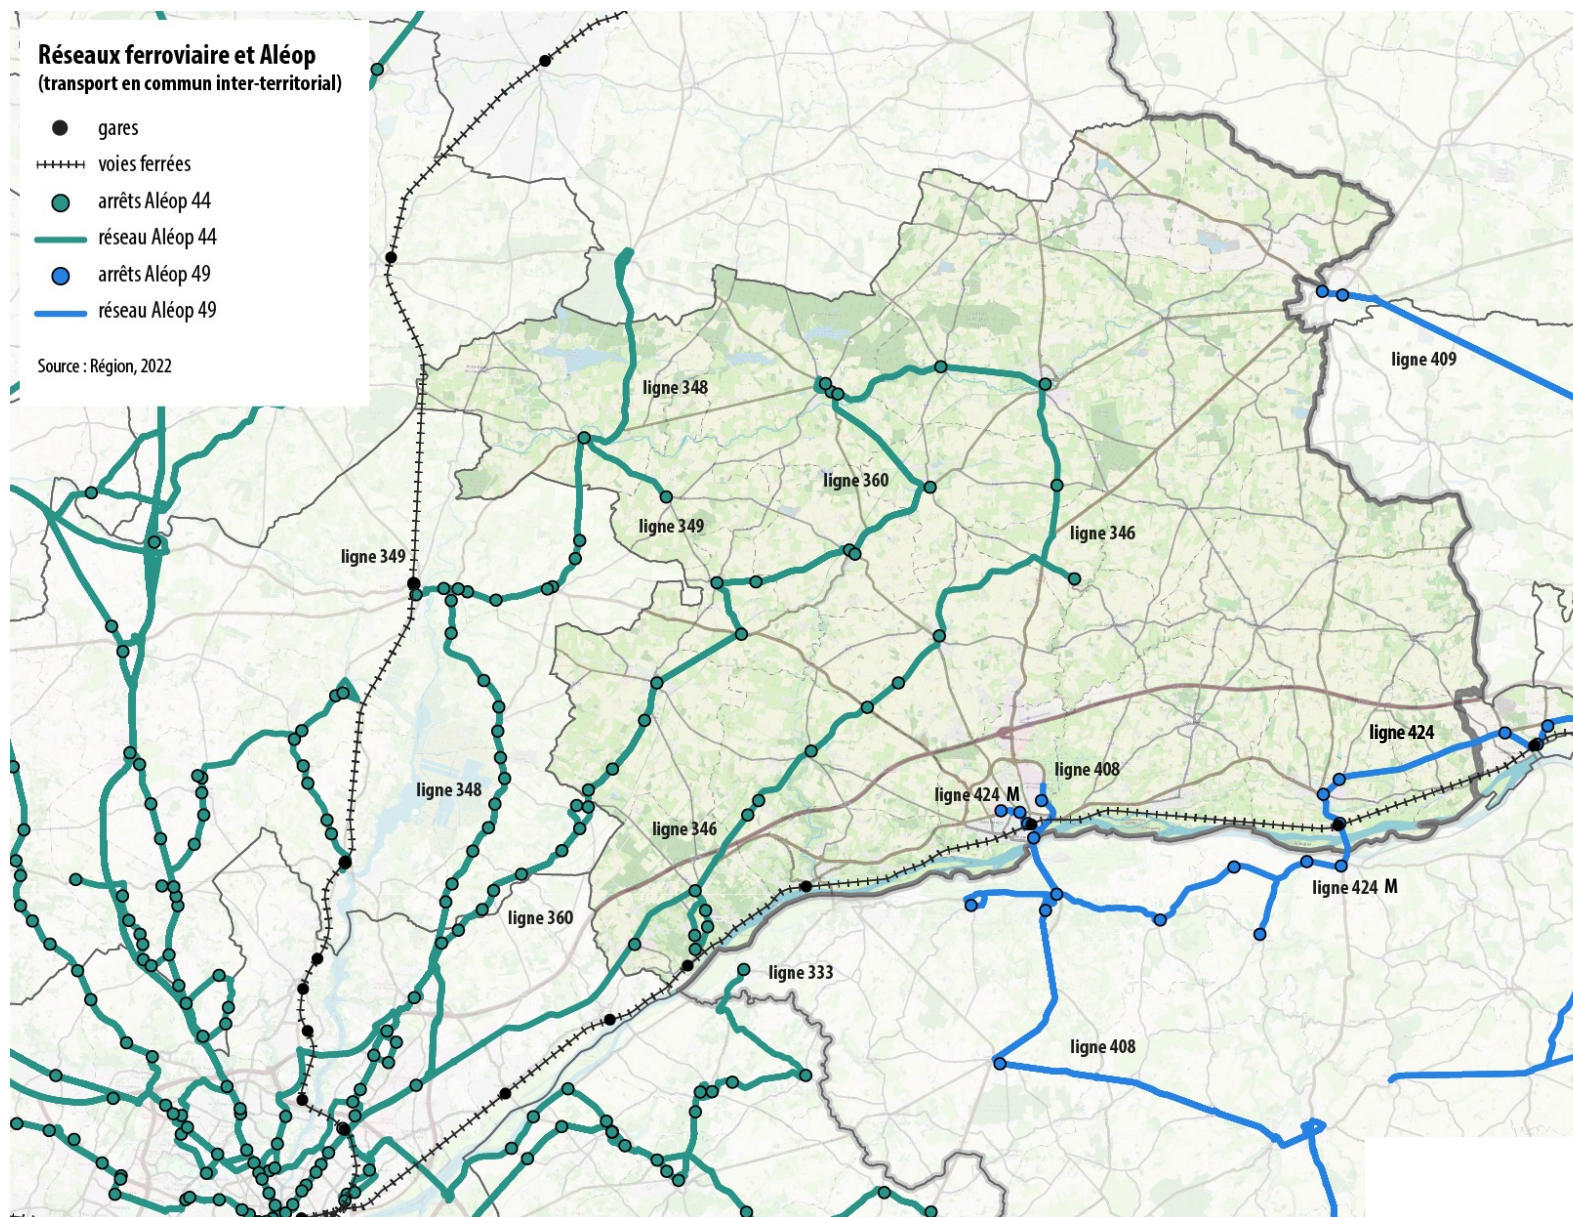 Réseaux ferroviaire et Aléop
(transport en commun inter-territorial)
gares
voies ferrées
arrêts Aléop 44
réseau Aléop 44
arrêts Aléop 49
réseau Aléop 49
Source : Région, 2022
ligne 409
ligne 348
ligne 360
ligne 349
ligne 346
ligne 349
ligne 424
ligne 408
ligne 348
ligne 424 M
ligne 346
ligne 424 M
ligne 360
ligne 333
ligne 408